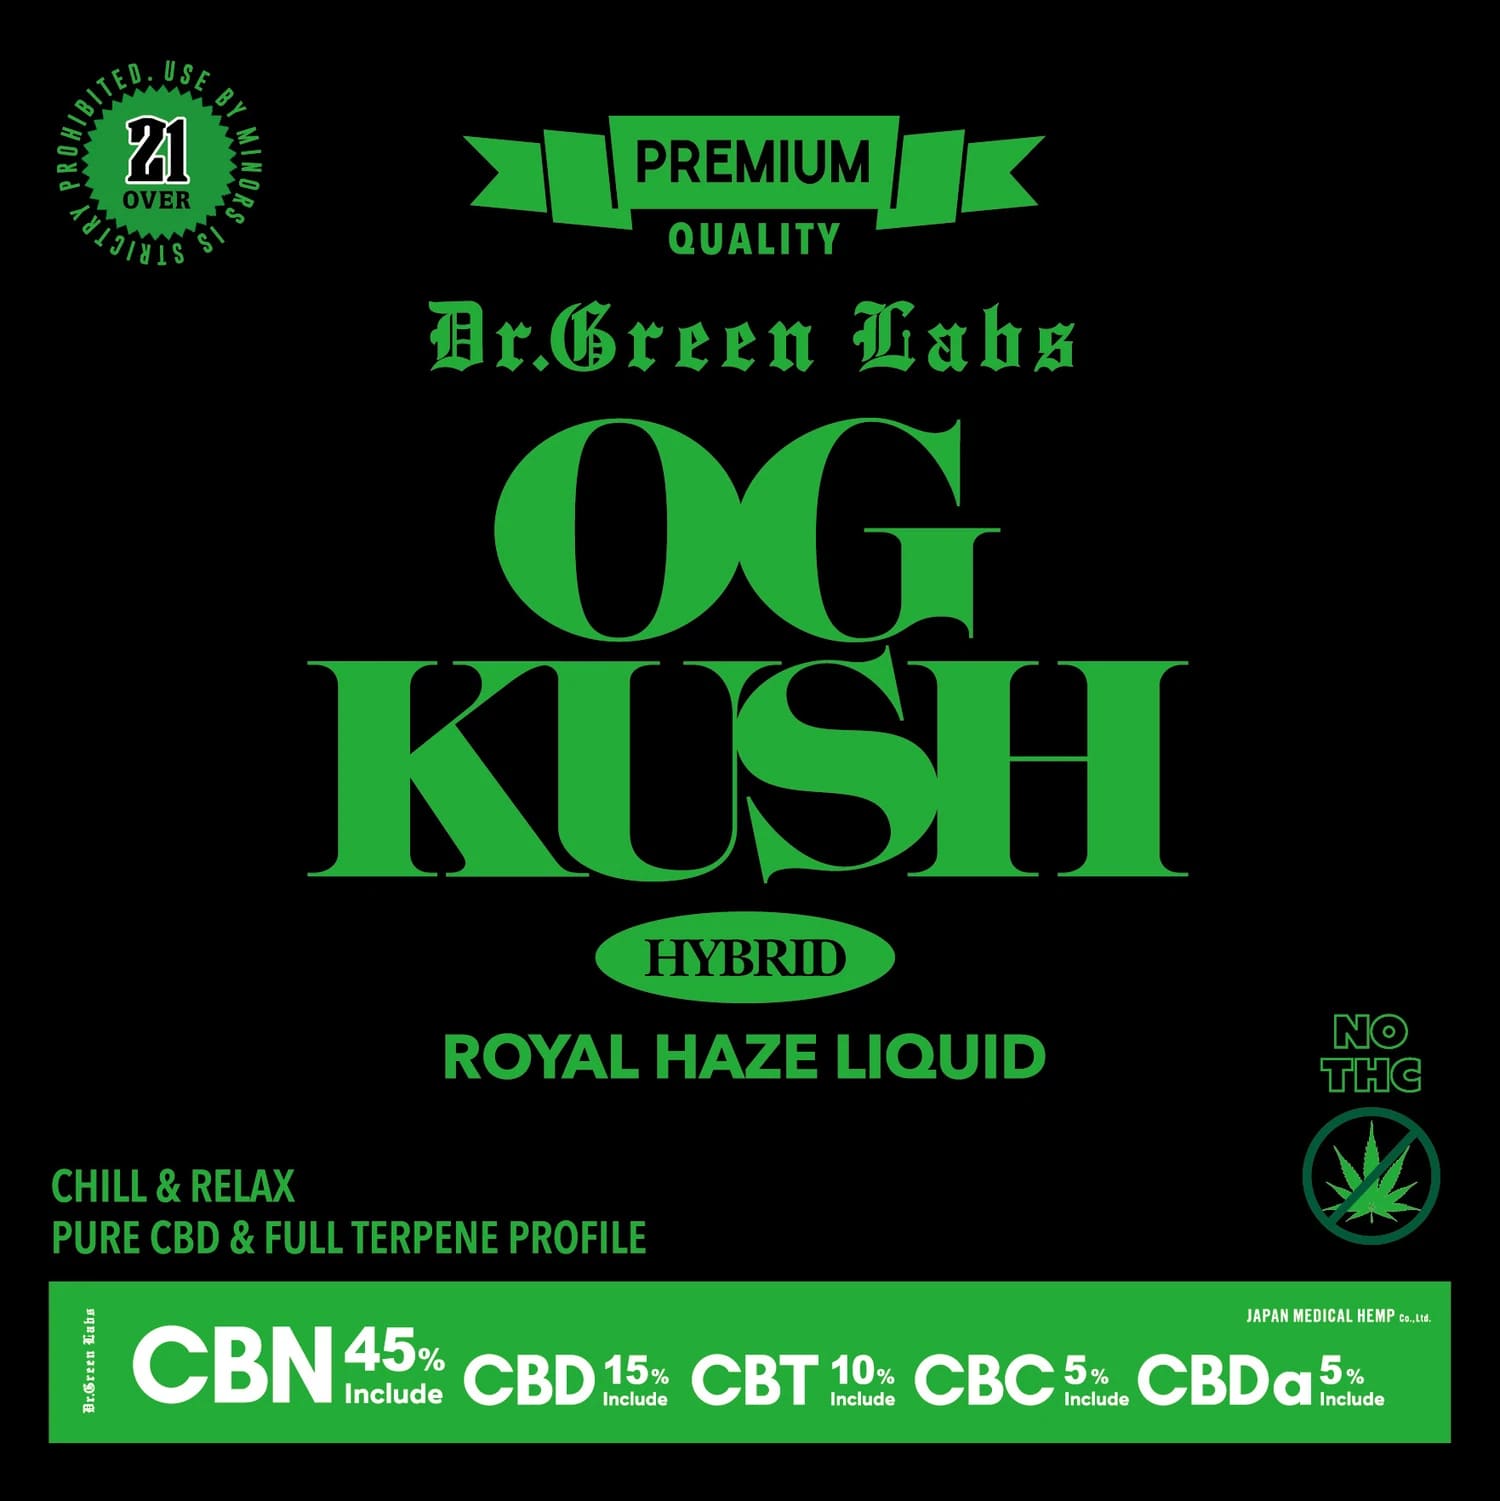 PROHIBITED. USE BY MINORS IS STRICTRY
21
OVER
PREMIUM
QUALITY
Dr.Green Labs
OG
KUSH
HYBRID
ROYAL HAZE LIQUID
NO
THC
CHILL & RELAX
PURE CBD & FULL TERPENE PROFILE
JAPAN MEDICAL HEMP Co.,Ltd.
Dr.Green Labs
CBN 45% Include
CBD 15% Include
CBT 10% Include
CBC 5% Include
CBDa 5% Include